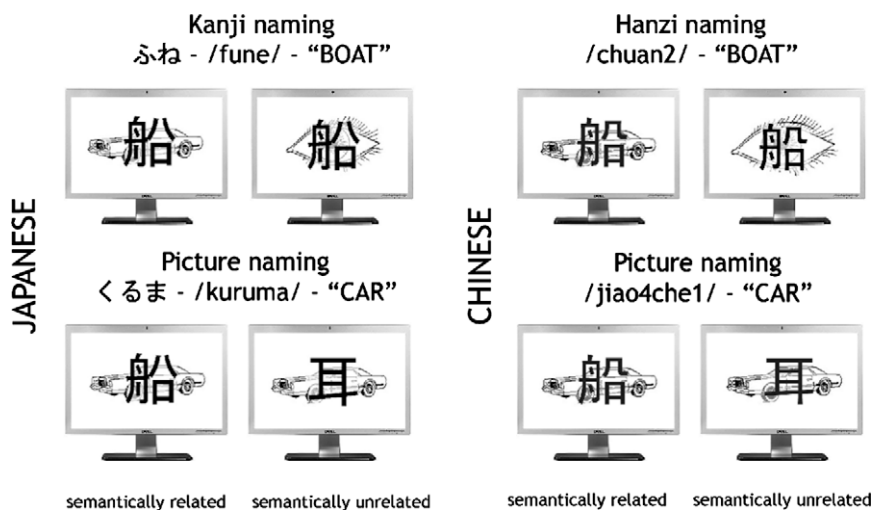 JAPANESE
Kanji naming
ふね - /fune/ - “BOAT”
船
船
Picture naming
くるま - /kuruma/ - “CAR”
船
耳
semantically related
semantically unrelated
CHINESE
Hanzi naming
/chuan2/ - “BOAT”
船
船
Picture naming
/jiao4che1/ - “CAR”
船
耳
semantically related
semantically unrelated